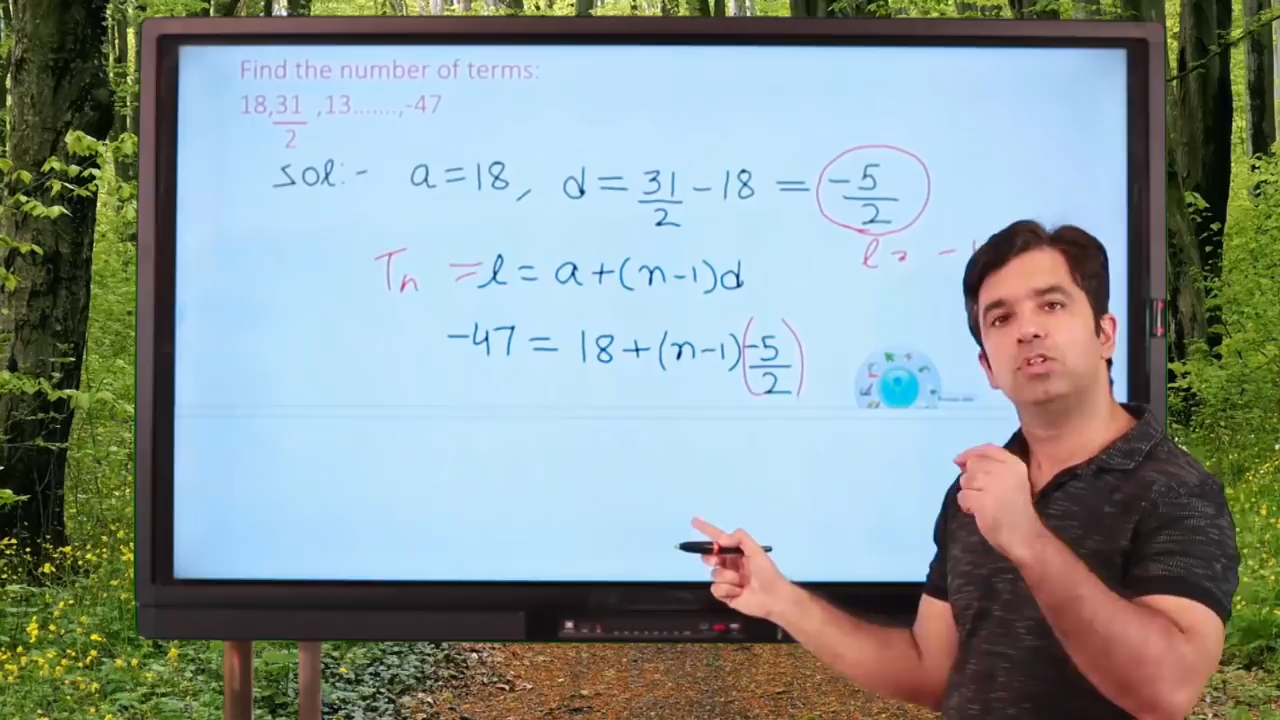 Find the number of terms:
18, 31/2 ,13.......,-47
Sol:- a=18, d = 31/2 - 18 = -5/2
l = -
Tn = l = a+(n-1)d
-47 = 18+(n-1)(-5/2)